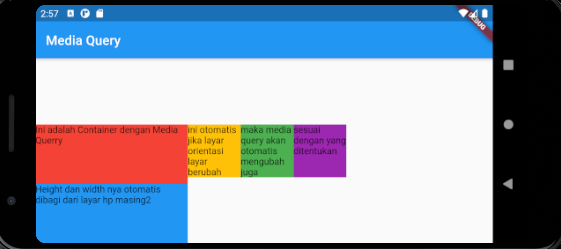 2:57
DEBUG
Media Query
Ini adalah Container dengan Media
Querry
ini otomatis
jika layar
orientasi
layar
berubah
maka media
query akan
otomatis
mengubah
juga
sesuai
dengan yang
ditentukan
Height dan width nya otomatis
dibagi dari layar hp masing2